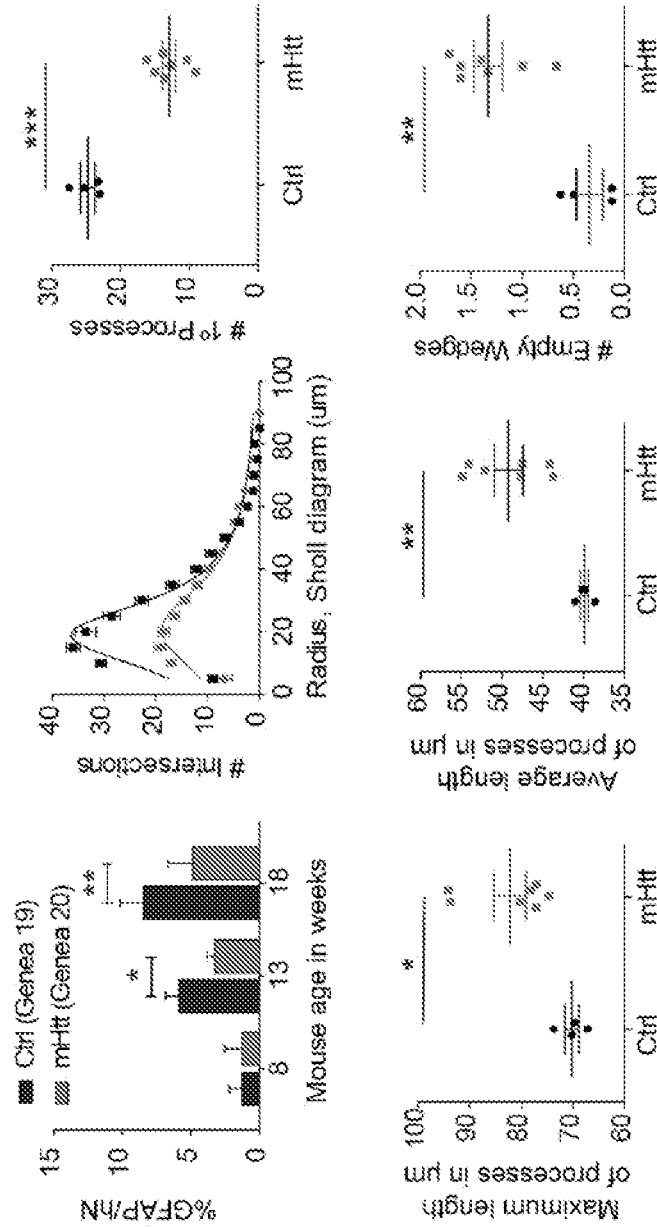 Ctrl (Genea 19)
mHtt (Genea 20)
%GFAP/hN
15
10
5
0
*
**
8
13
18
Mouse age in weeks
# Intersections
40
30
20
10
0
0
20
40
60
80
100
Radius, Sholl diagram (um)
# 1º Processes
30
20
10
0
***
Ctrl
mHtt
Maximum length
of processes in µm
100
90
80
70
60
*
Ctrl
mHtt
Average length
of processes in µm
60
55
50
45
40
35
**
Ctrl
mHtt
# Empty Wedges
2.0
1.5
1.0
0.5
0.0
**
Ctrl
mHtt